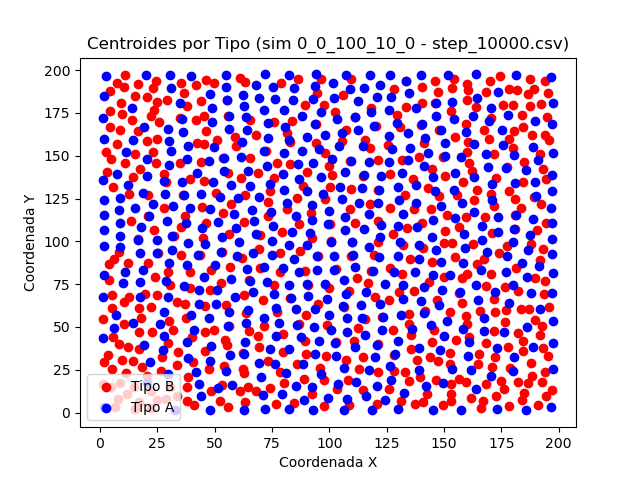 Centroides por Tipo (sim 0_0_100_10_0 - step_10000.csv)
200
175
150
125
100
75
50
25
0
Coordenada Y
Tipo B
Tipo A
0 25 50 75 100 125 150 175 200
Coordenada X